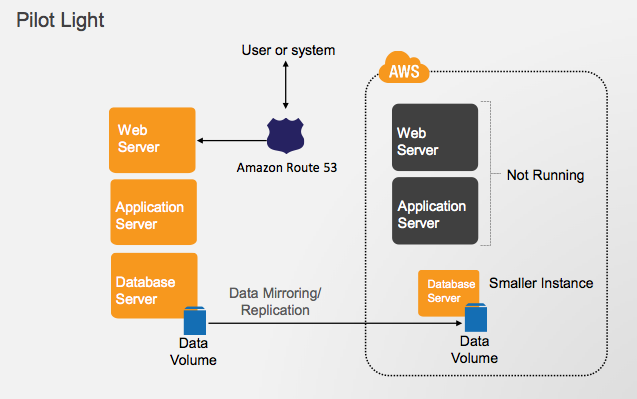 Pilot Light
User or system
AWS
Web
Server
Amazon Route 53
Web
Server
Not Running
Application
Server
Application
Server
Database
Server
Data Mirroring/
Replication
Database
Server
Smaller Instance
Data
Volume
Data
Volume